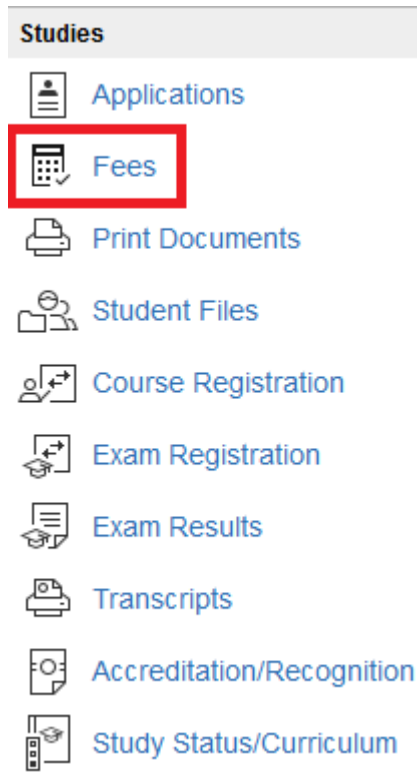 Studies
Applications
Fees
Print Documents
Student Files
Course Registration
Exam Registration
Exam Results
Transcripts
Accreditation/Recognition
Study Status/Curriculum